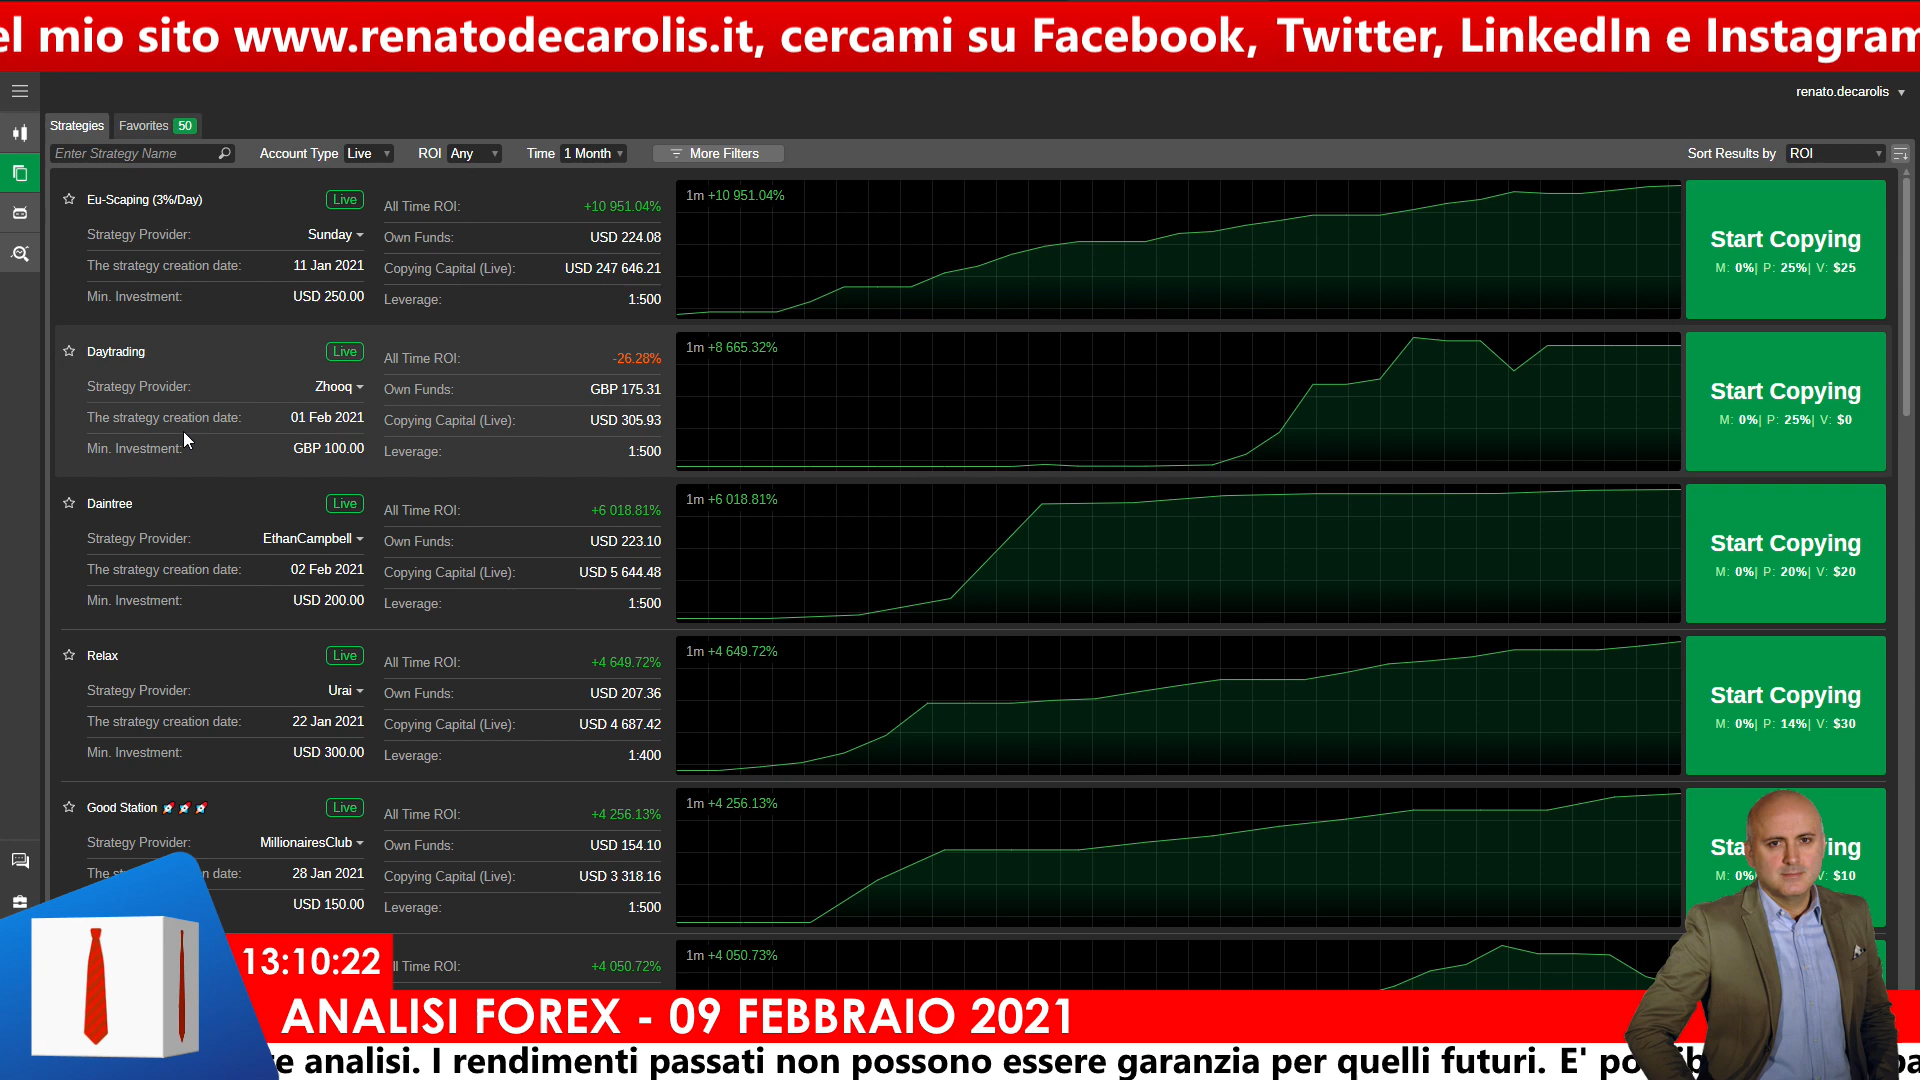 el mio sito www.renatodecarolis.it, cercami su Facebook, Twitter, LinkedIn e Instagram
renato.decarolis
Strategies Favorites 50
Enter Strategy Name Account Type Live ROI Any Time 1 Month More Filters Sort Results by ROI
Eu-Scaping (3%/Day) Live
Strategy Provider: Sunday
The strategy creation date: 11 Jan 2021
Min. Investment: USD 250.00
All Time ROI: +10 951.04%
Own Funds: USD 224.08
Copying Capital (Live): USD 247 646.21
Leverage: 1:500
1m +10 951.04%
Start Copying
M: 0%| P: 25%| V: $25
Daytrading Live
Strategy Provider: Zhooq
The strategy creation date: 01 Feb 2021
Min. Investment: GBP 100.00
All Time ROI: -26.28%
Own Funds: GBP 175.31
Copying Capital (Live): USD 305.93
Leverage: 1:500
1m +8 665.32%
Start Copying
M: 0%| P: 25%| V: $0
Daintree Live
Strategy Provider: EthanCampbell
The strategy creation date: 02 Feb 2021
Min. Investment: USD 200.00
All Time ROI: +6 018.81%
Own Funds: USD 223.10
Copying Capital (Live): USD 5 644.48
Leverage: 1:500
1m +6 018.81%
Start Copying
M: 0%| P: 20%| V: $20
Relax Live
Strategy Provider: Urai
The strategy creation date: 22 Jan 2021
Min. Investment: USD 300.00
All Time ROI: +4 649.72%
Own Funds: USD 207.36
Copying Capital (Live): USD 4 687.42
Leverage: 1:400
1m +4 649.72%
Start Copying
M: 0%| P: 14%| V: $30
Good Station 🚀🚀🚀 Live
Strategy Provider: MillionairesClub
The st n date: 28 Jan 2021
USD 150.00
All Time ROI: +4 256.13%
Own Funds: USD 154.10
Copying Capital (Live): USD 3 318.16
Leverage: 1:500
1m +4 256.13%
Sta ing
M: 0% V: $10
ll Time ROI: +4 050.72%
1m +4 050.73%
13:10:22
ANALISI FOREX - 09 FEBBRAIO 2021
e analisi. I rendimenti passati non possono essere garanzia per quelli futuri. E'